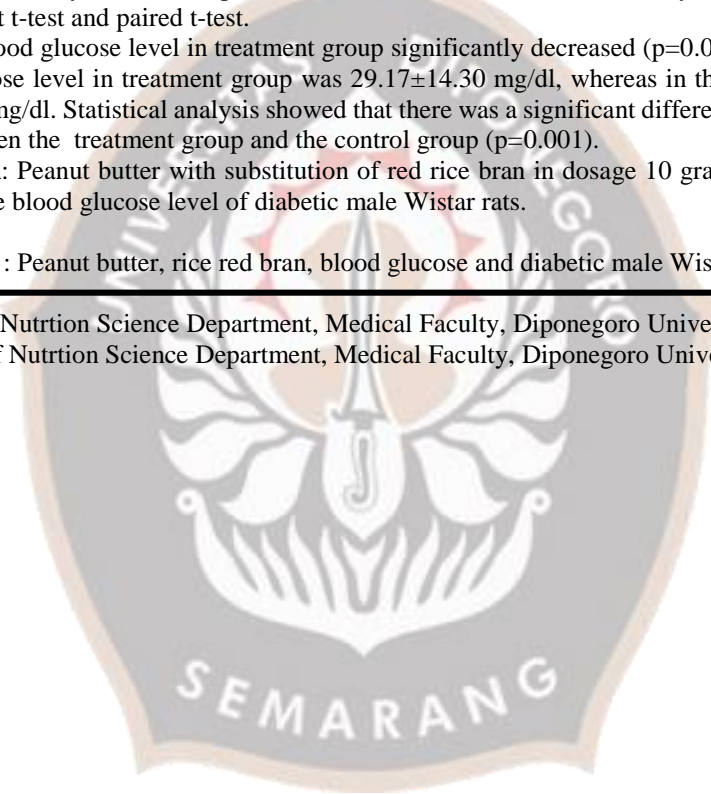 t t-test and paired t-test.
ood glucose level in treatment group significantly decreased (p=0.0
ose level in treatment group was 29.17±14.30 mg/dl, whereas in th
mg/dl. Statistical analysis showed that there was a significant differe
en the treatment group and the control group (p=0.001).
: Peanut butter with substitution of red rice bran in dosage 10 gra
e blood glucose level of diabetic male Wistar rats.
: Peanut butter, rice red bran, blood glucose and diabetic male Wis
Nutrtion Science Department, Medical Faculty, Diponegoro Unive
f Nutrtion Science Department, Medical Faculty, Diponegoro Unive
UNIVERSITAS DIPONEGORO
SEMARANG